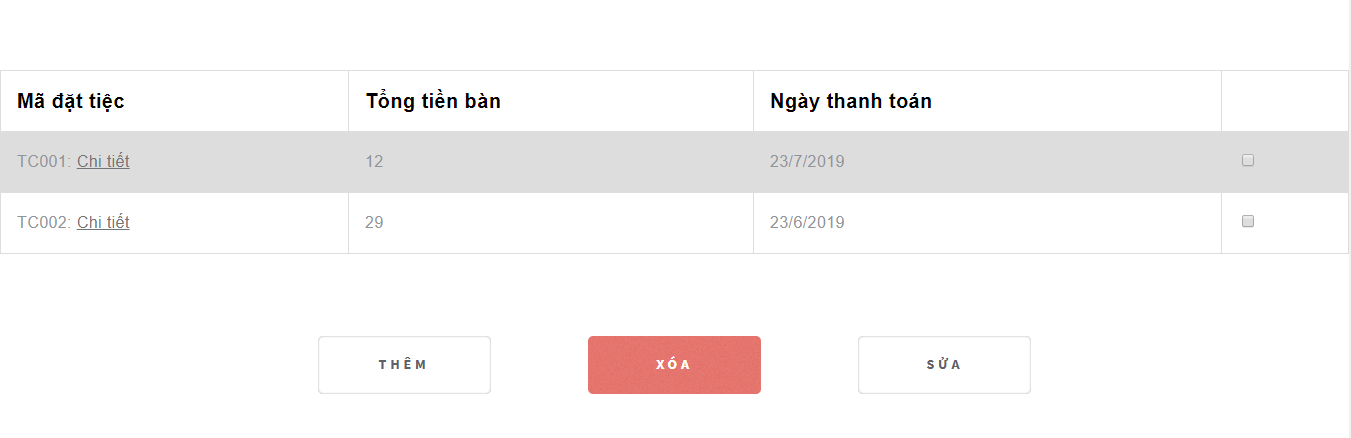 Mã đặt tiệc Tổng tiền bàn Ngày thanh toán
TC001: Chi tiết 12 23/7/2019
TC002: Chi tiết 29 23/6/2019
THÊM XÓA SỬA